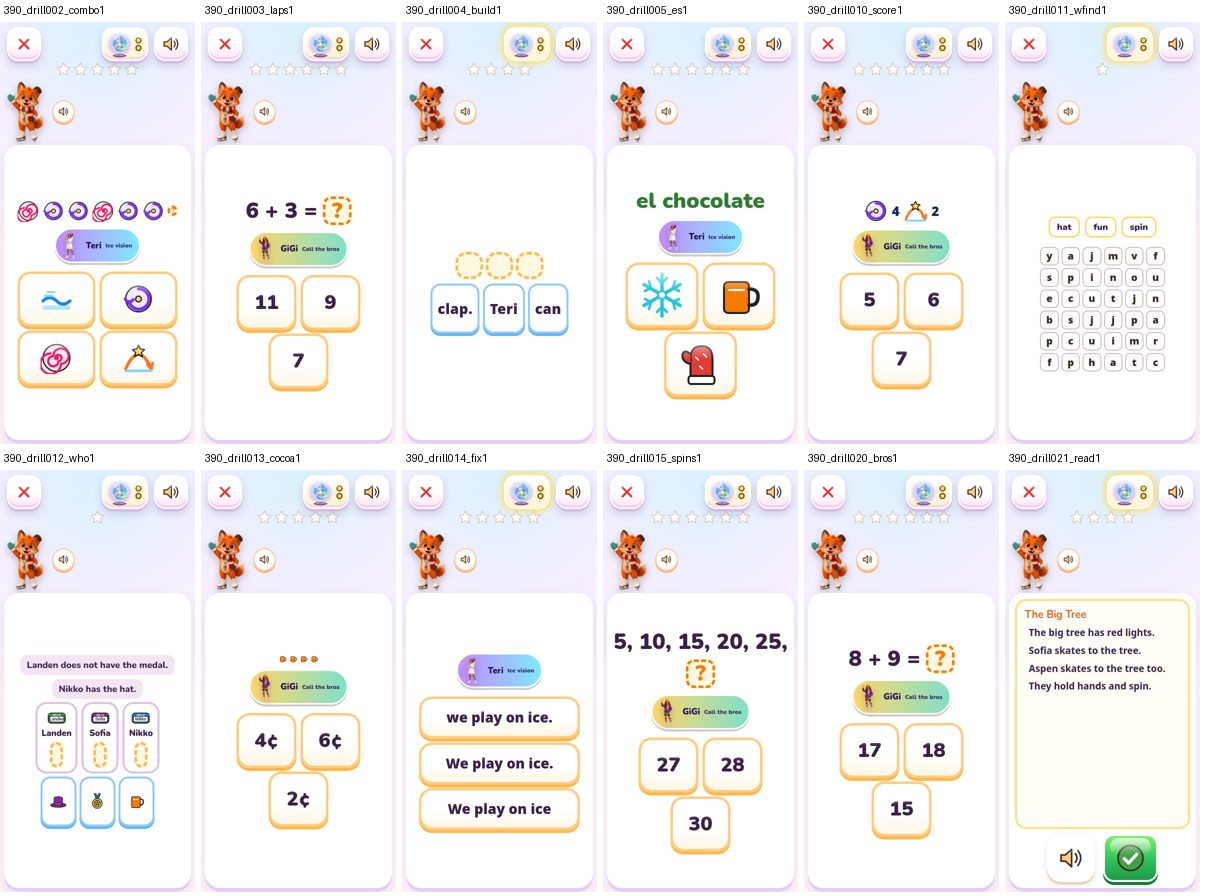 390_drill002_combo1
390_drill003_laps1
390_drill004_build1
390_drill005_es1
390_drill010_score1
390_drill011_wfind1
Teri Ice vision
6 + 3 = ?
GiGi Call the bros
11
9
7
clap.
Teri
can
el chocolate
Teri Ice vision
4
2
GiGi Call the bros
5
6
7
hat
fun
spin
y a j m v f
s p i n o u
e c u t j n
b s j j p a
p c u i m r
f p h a t c
390_drill012_who1
390_drill013_cocoa1
390_drill014_fix1
390_drill015_spins1
390_drill020_bros1
390_drill021_read1
Landen does not have the medal.
Nikko has the hat.
Landen
Sofia
Nikko
GiGi Call the bros
4¢
6¢
2¢
Teri Ice vision
we play on ice.
We play on ice.
We play on ice
5, 10, 15, 20, 25,
?
GiGi Call the bros
27
28
30
8 + 9 = ?
GiGi Call the bros
17
18
15
The Big Tree
The big tree has red lights.
Sofia skates to the tree.
Aspen skates to the tree too.
They hold hands and spin.